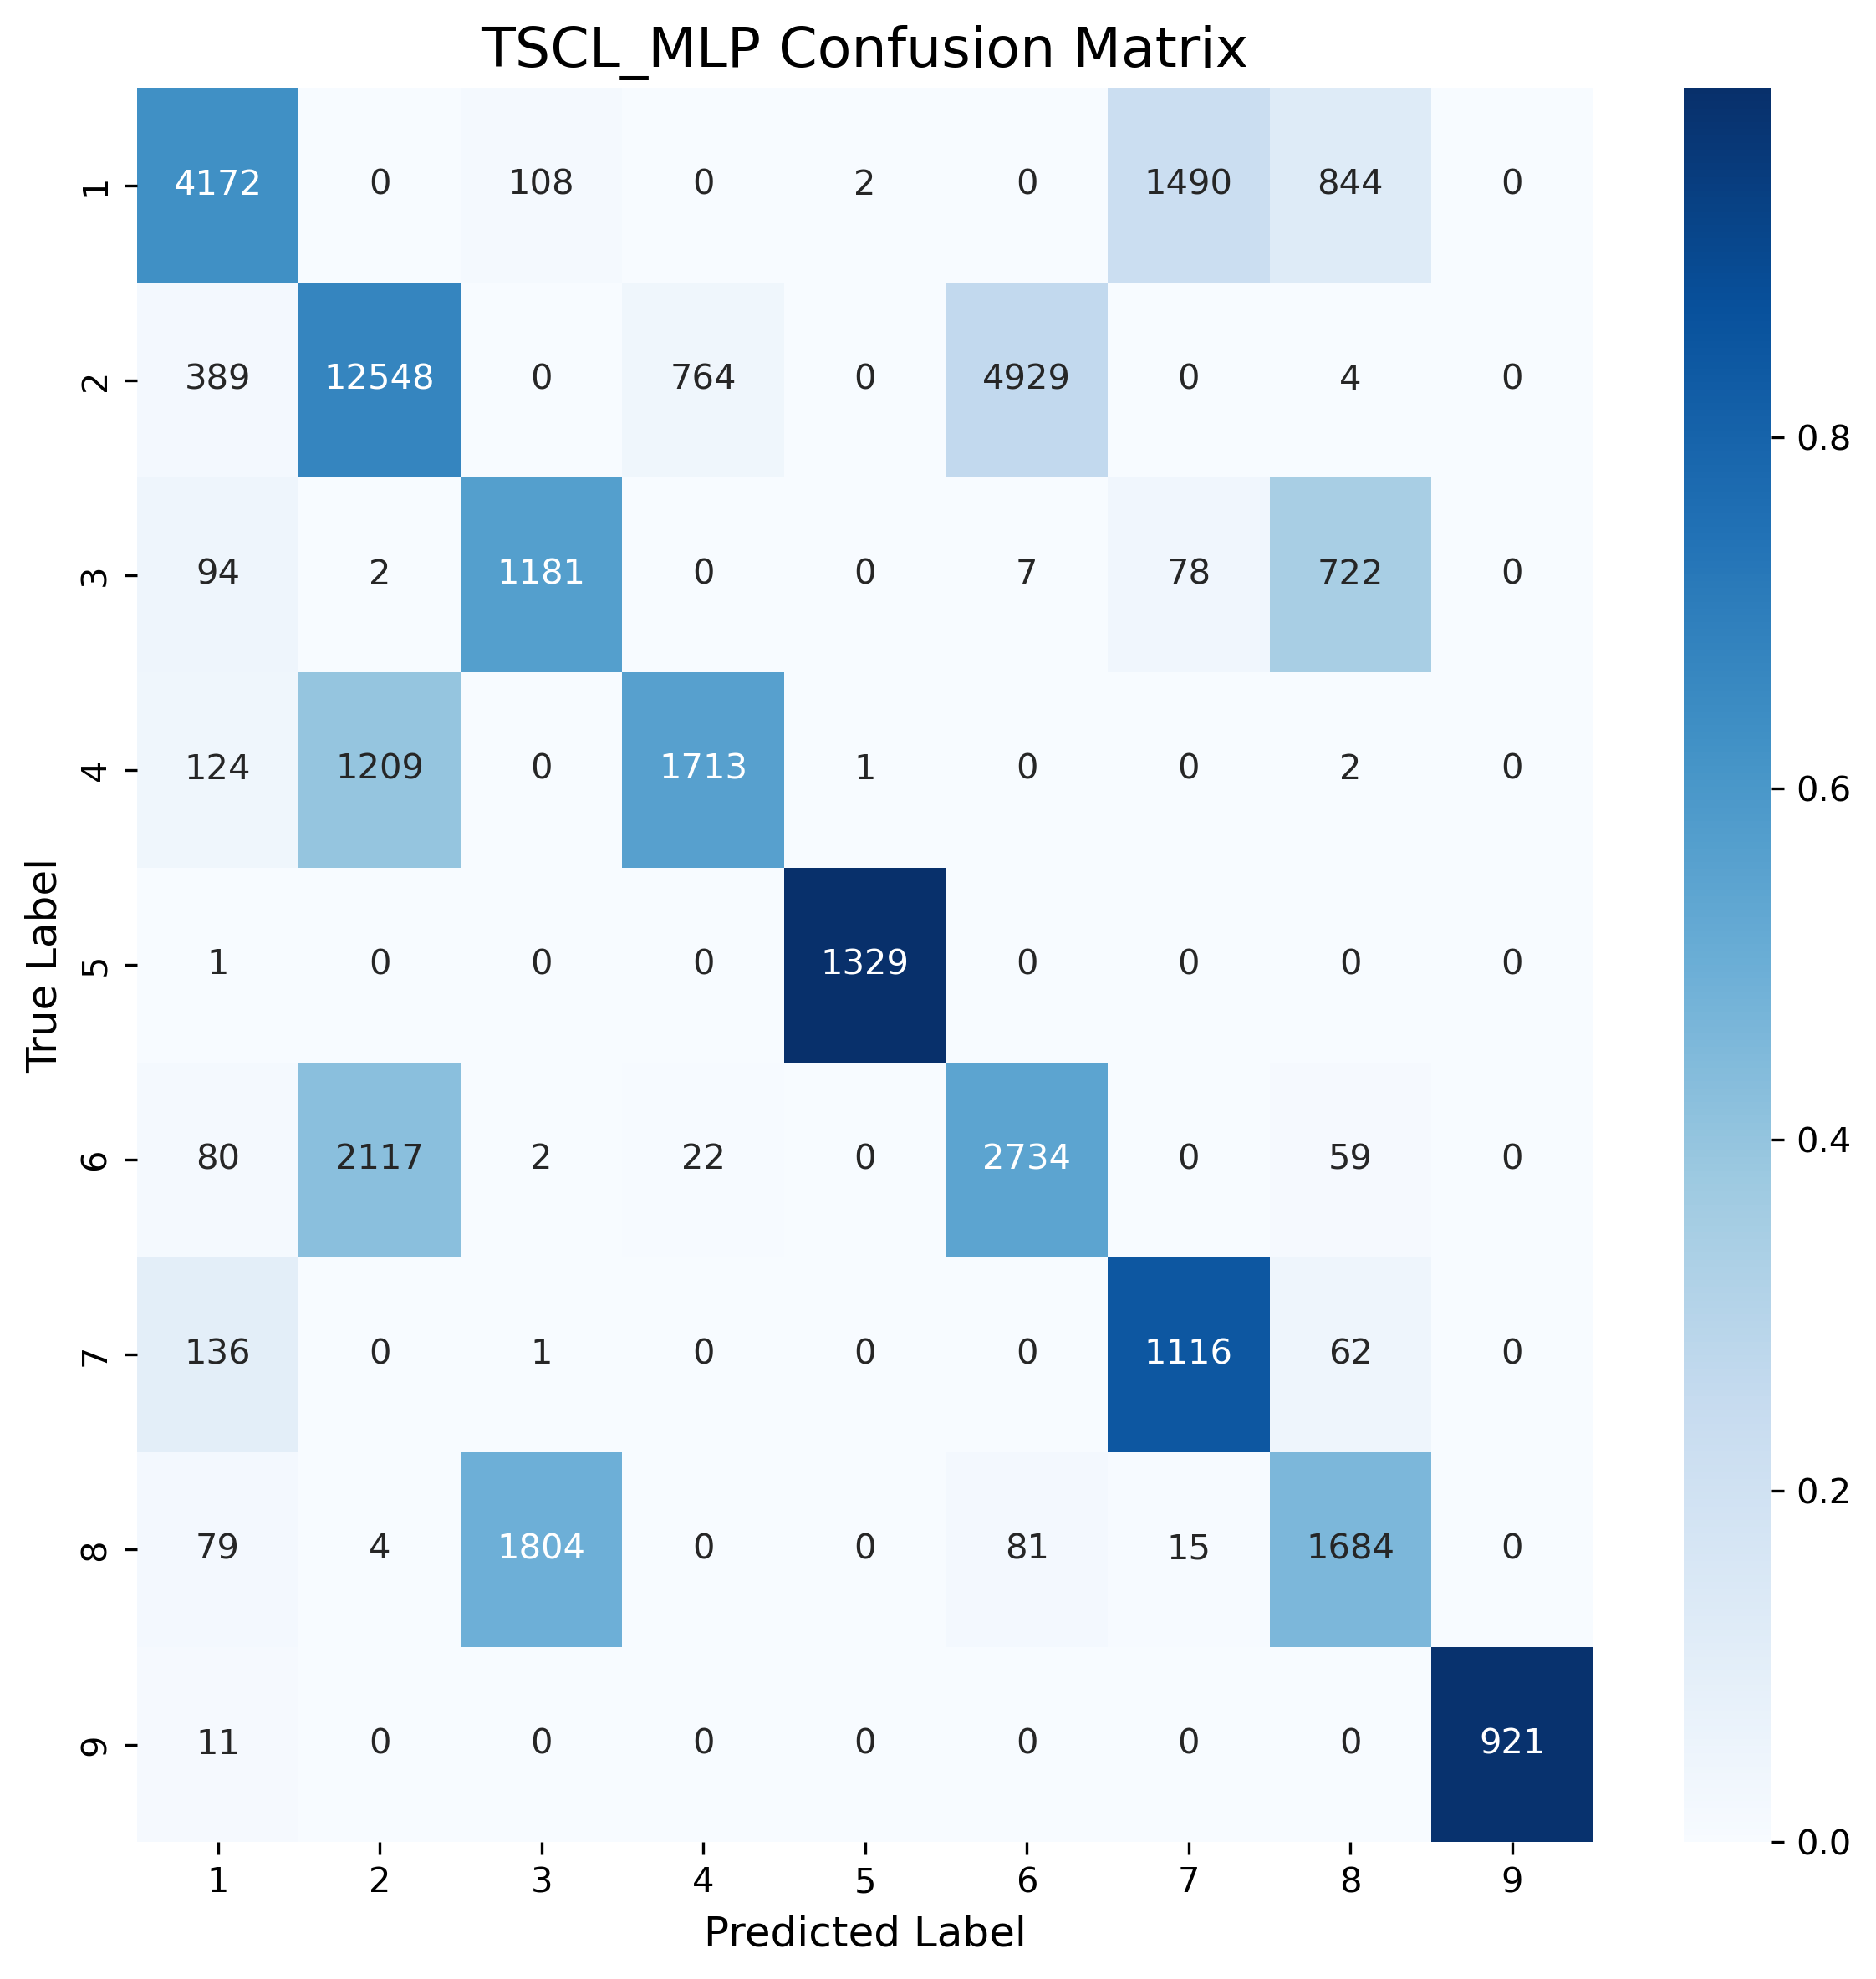 TSCL_MLP Confusion Matrix
1 4172 0 108 0 2 0 1490 844 0
2 389 12548 0 764 0 4929 0 4 0
3 94 2 1181 0 0 7 78 722 0
4 124 1209 0 1713 1 0 0 2 0
5 1 0 0 0 1329 0 0 0 0
6 80 2117 2 22 0 2734 0 59 0
7 136 0 1 0 0 0 1116 62 0
8 79 4 1804 0 0 81 15 1684 0
9 11 0 0 0 0 0 0 0 921
1 2 3 4 5 6 7 8 9
Predicted Label
True Label
0.8
0.6
0.4
0.2
0.0